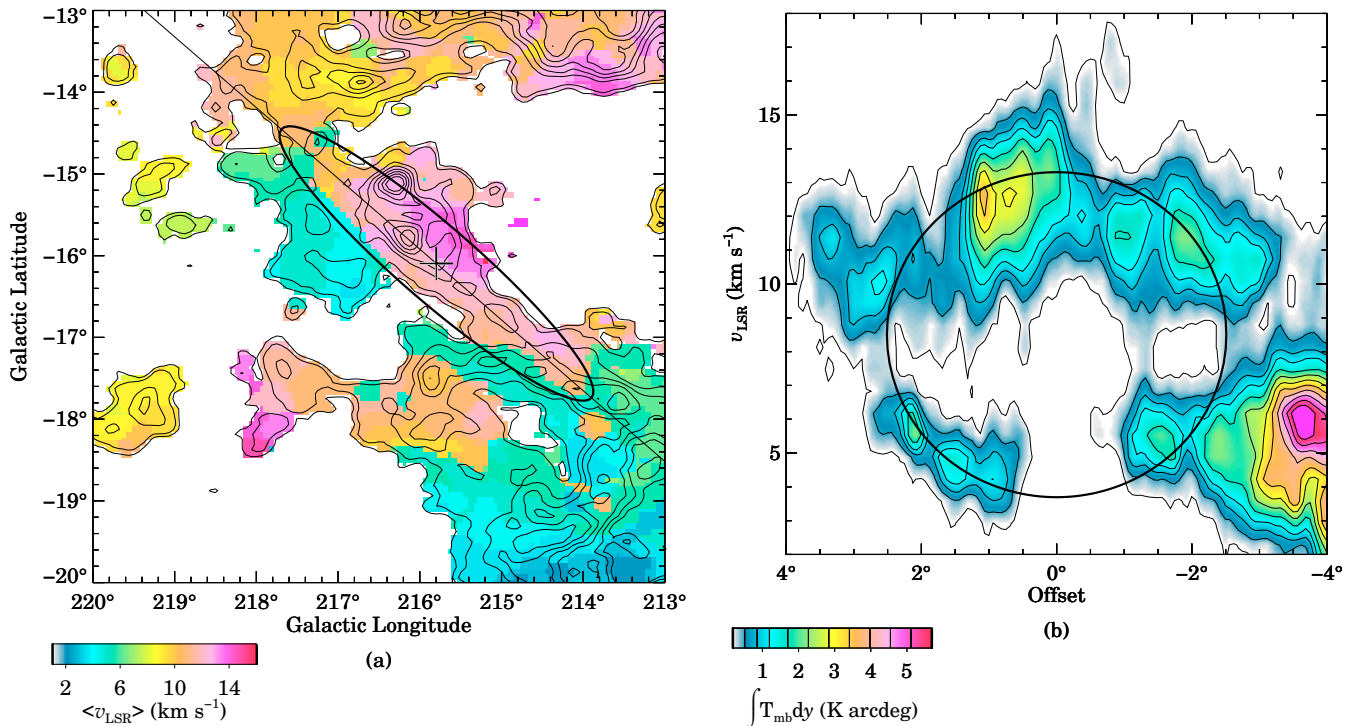 −13°
−14°
−15°
−16°
−17°
−18°
−19°
−20°
Galactic Latitude
220° 219° 218° 217° 216° 215° 214° 213°
Galactic Longitude
(a)
2 6 10 14
<v_LSR> (km s⁻¹)
15
10
5
v_LSR (km s⁻¹)
4° 2° 0° −2° −4°
Offset
(b)
1 2 3 4 5
∫T_mb dy (K arcdeg)